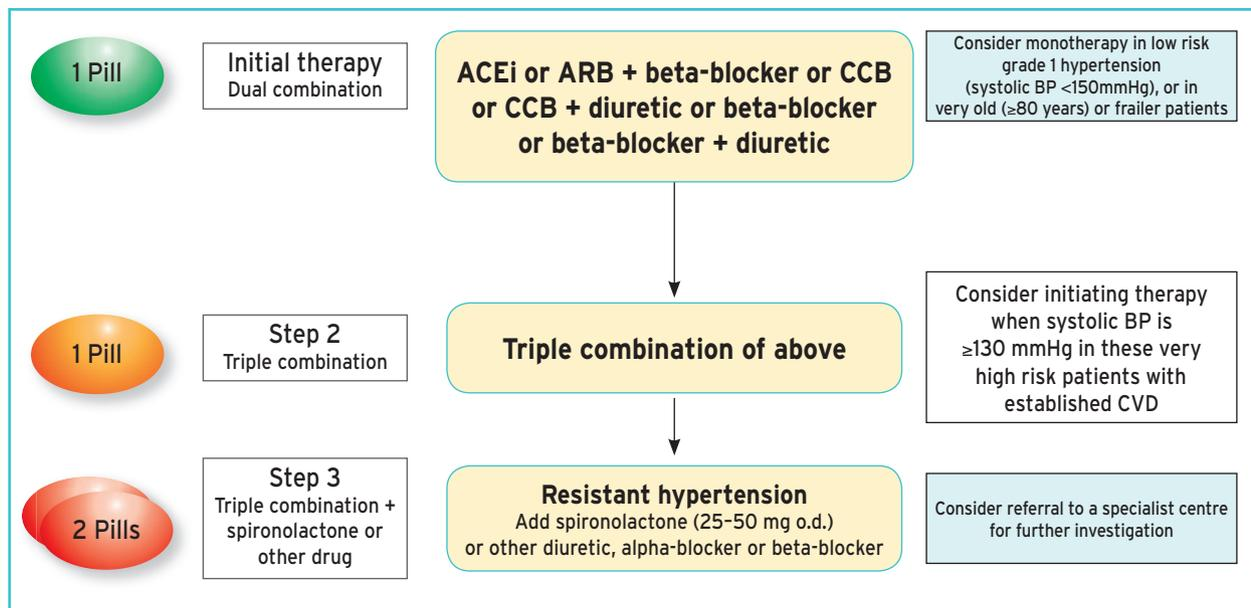 1 Pill
Initial therapy
Dual combination
ACEi or ARB + beta-blocker or CCB
or CCB + diuretic or beta-blocker
or beta-blocker + diuretic
Consider monotherapy in low risk
grade 1 hypertension
(systolic BP <150mmHg), or in
very old (≥80 years) or frailer patients
1 Pill
Step 2
Triple combination
Triple combination of above
Consider initiating therapy
when systolic BP is
≥130 mmHg in these very
high risk patients with
established CVD
2 Pills
Step 3
Triple combination +
spironolactone or
other drug
Resistant hypertension
Add spironolactone (25–50 mg o.d.)
or other diuretic, alpha-blocker or beta-blocker
Consider referral to a specialist centre
for further investigation